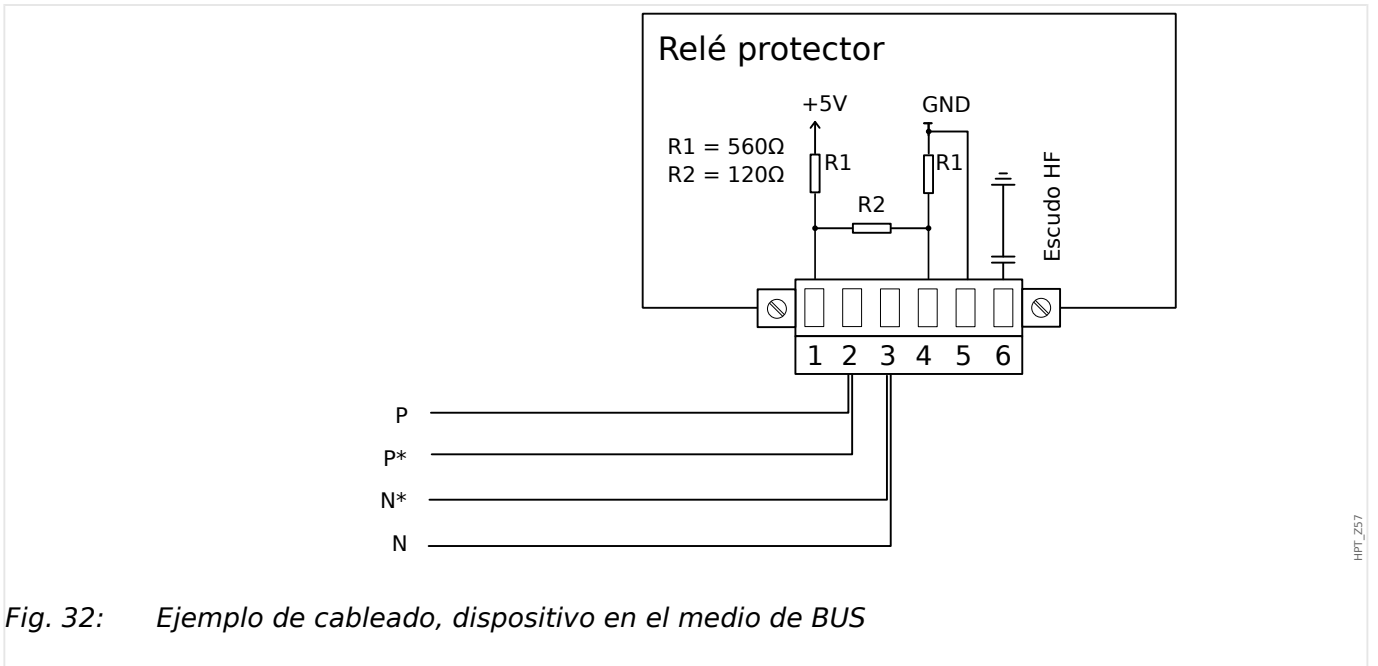 Relé protector
+5V GND
R1 = 560Ω
R2 = 120Ω
R1 R1
R2
Escudo HF
1 2 3 4 5 6
P
P*
N*
N
HPT_Z57
Fig. 32: Ejemplo de cableado, dispositivo en el medio de BUS